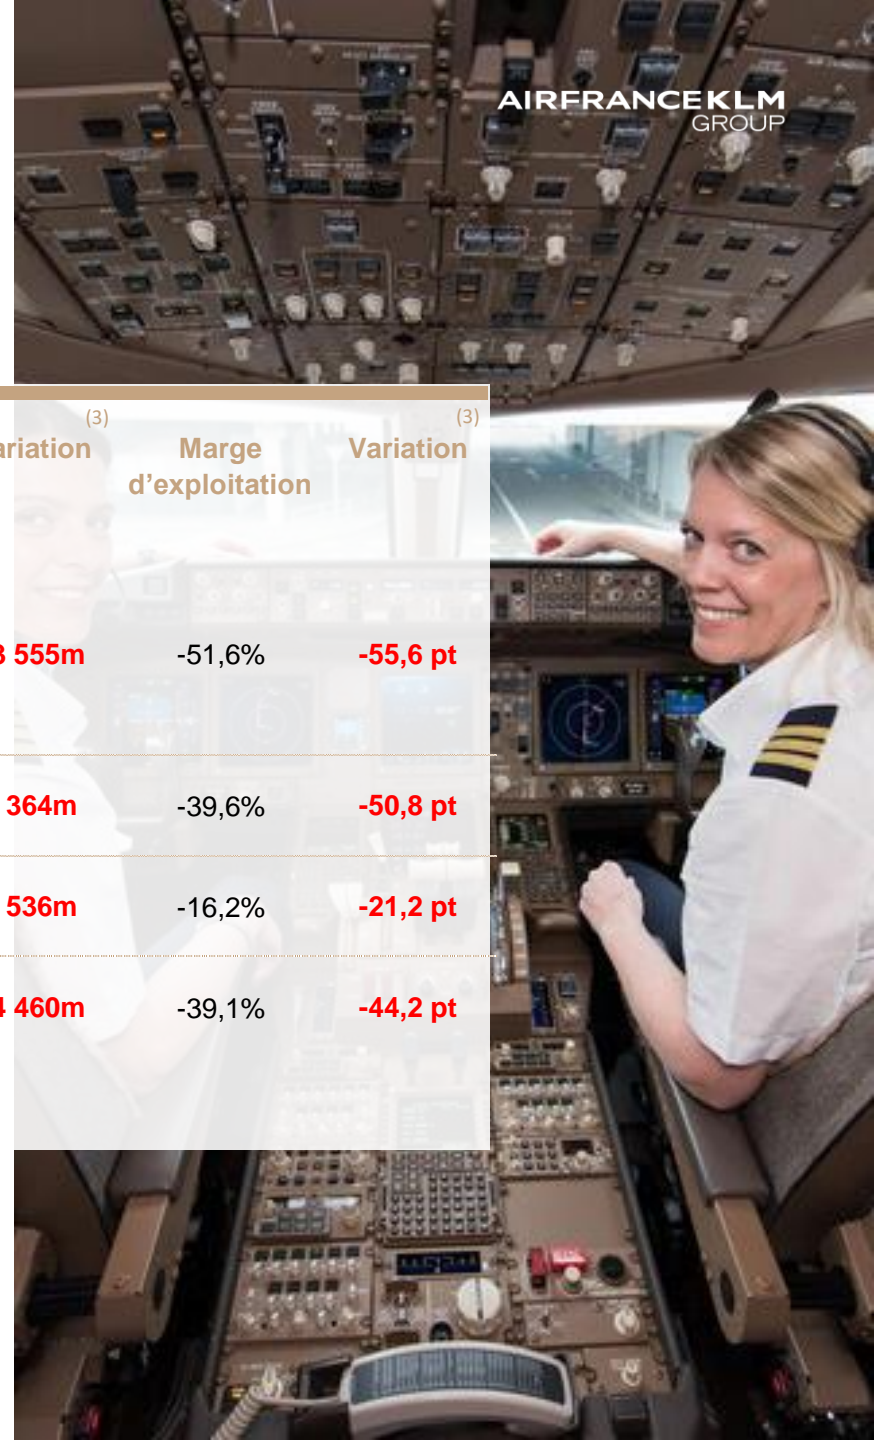 AIRFRANCEKLM
GROUP
(3) (3)
ariation Marge Variation
d’exploitation
555m -51,6% -55,6 pt
364m -39,6% -50,8 pt
536m -16,2% -21,2 pt
460m -39,1% -44,2 pt